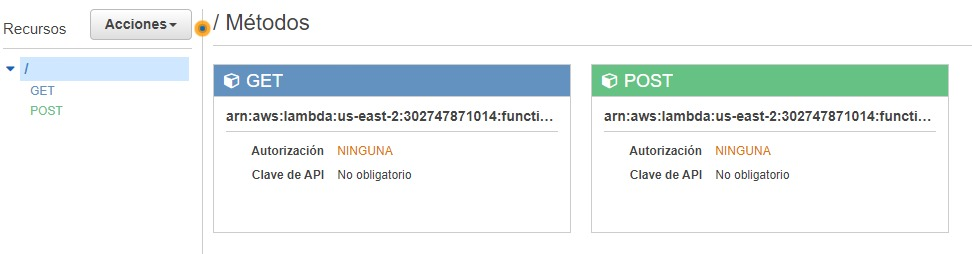 Recursos
Acciones
/ Métodos
/
GET
POST
GET
arn:aws:lambda:us-east-2:302747871014:functi...
Autorización NINGUNA
Clave de API No obligatorio
POST
arn:aws:lambda:us-east-2:302747871014:functi...
Autorización NINGUNA
Clave de API No obligatorio